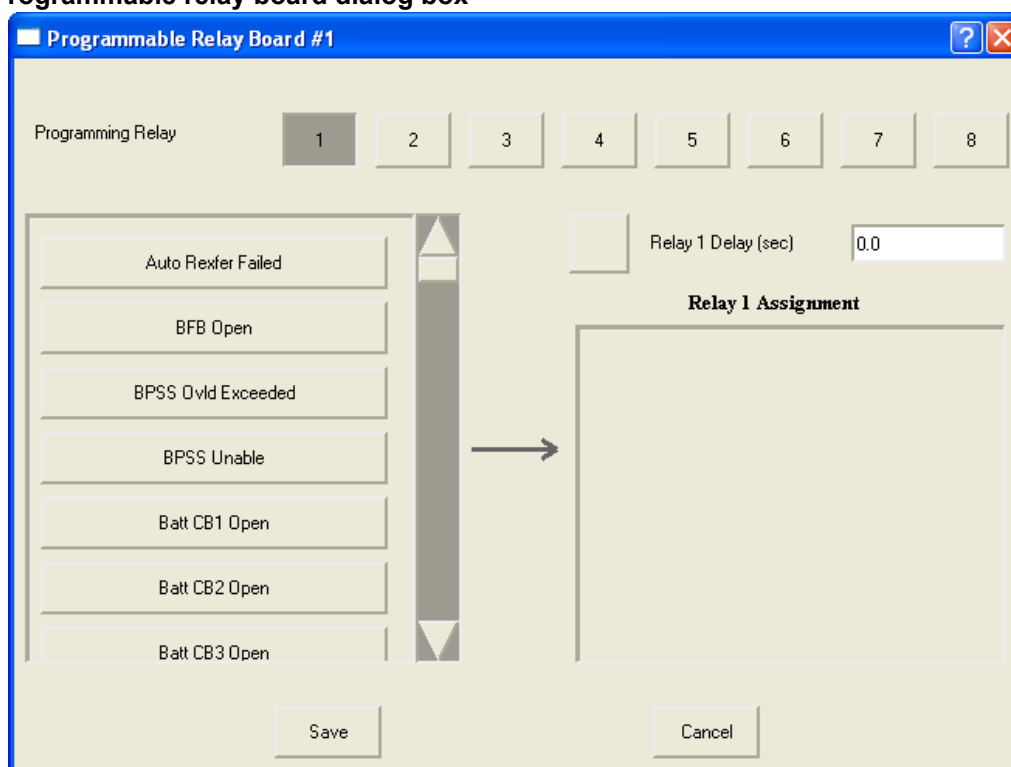 rogrammable relay board dialog box
Programmable Relay Board #1
Programming Relay 1 2 3 4 5 6 7 8
Auto Rexfer Failed
BFB Open
BPSS Ovld Exceeded
BPSS Unable
Batt CB1 Open
Batt CB2 Open
Batt CB3 Open
Relay 1 Delay (sec) 0.0
Relay 1 Assignment
Save Cancel